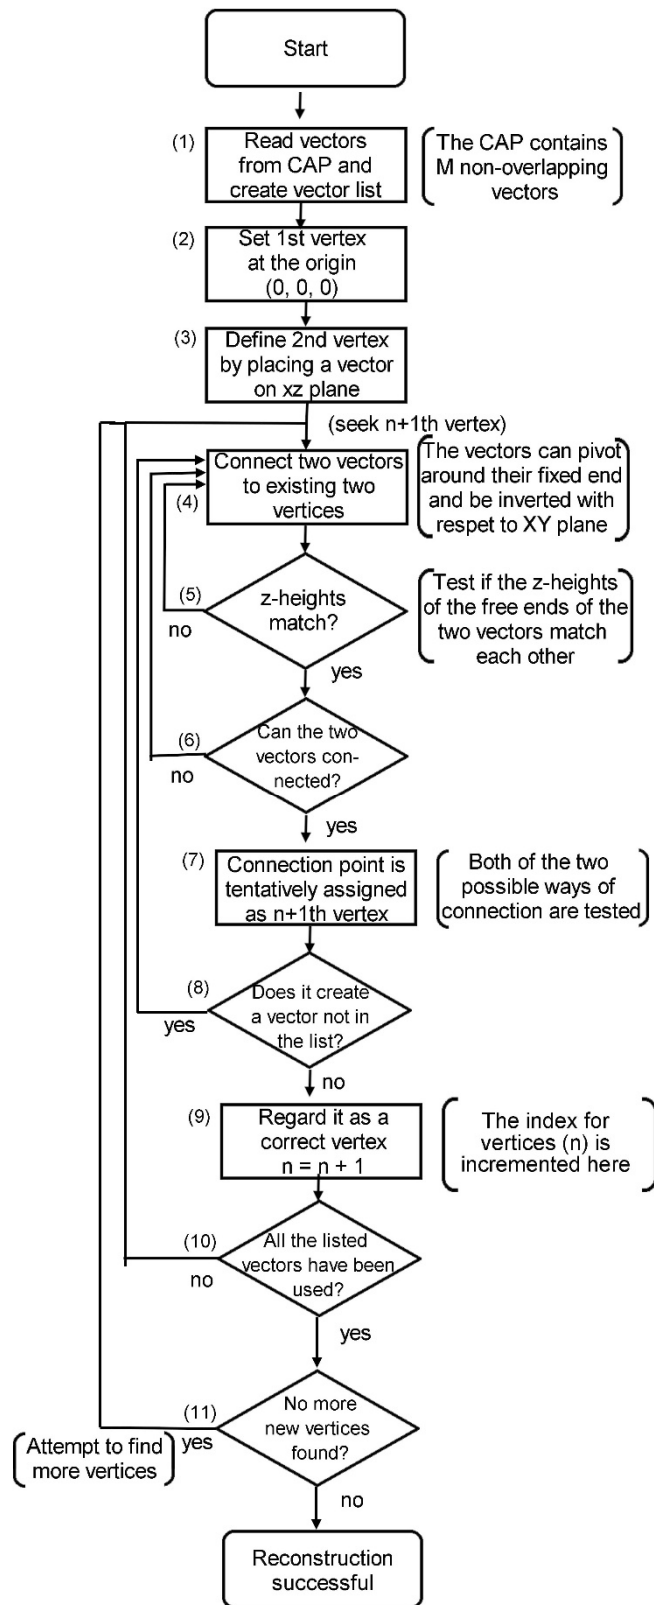 Start
(1)
Read vectors
from CAP and
create vector list
The CAP contains
M non-overlapping
vectors
(2)
Set 1st vertex
at the origin
(0, 0, 0)
(3)
Define 2nd vertex
by placing a vector
on xz plane
(seek n+1th vertex)
(4)
Connect two vectors
to existing two
vertices
The vectors can pivot
around their fixed end
and be inverted with
respet to XY plane
(5)
z-heights
match?
no
yes
Test if the z-heights
of the free ends of the
two vectors match
each other
(6)
Can the two
vectors con-
nected?
no
yes
(7)
Connection point is
tentatively assigned
as n+1th vertex
Both of the two
possible ways of
connection are tested
(8)
Does it create
a vector not in
the list?
yes
no
(9)
Regard it as a
correct vertex
n = n + 1
The index for
vertices (n) is
incremented here
(10)
All the listed
vectors have been
used?
no
yes
(11)
No more
new vertices
found?
yes
Attempt to find
more vertices
no
Reconstruction
successful